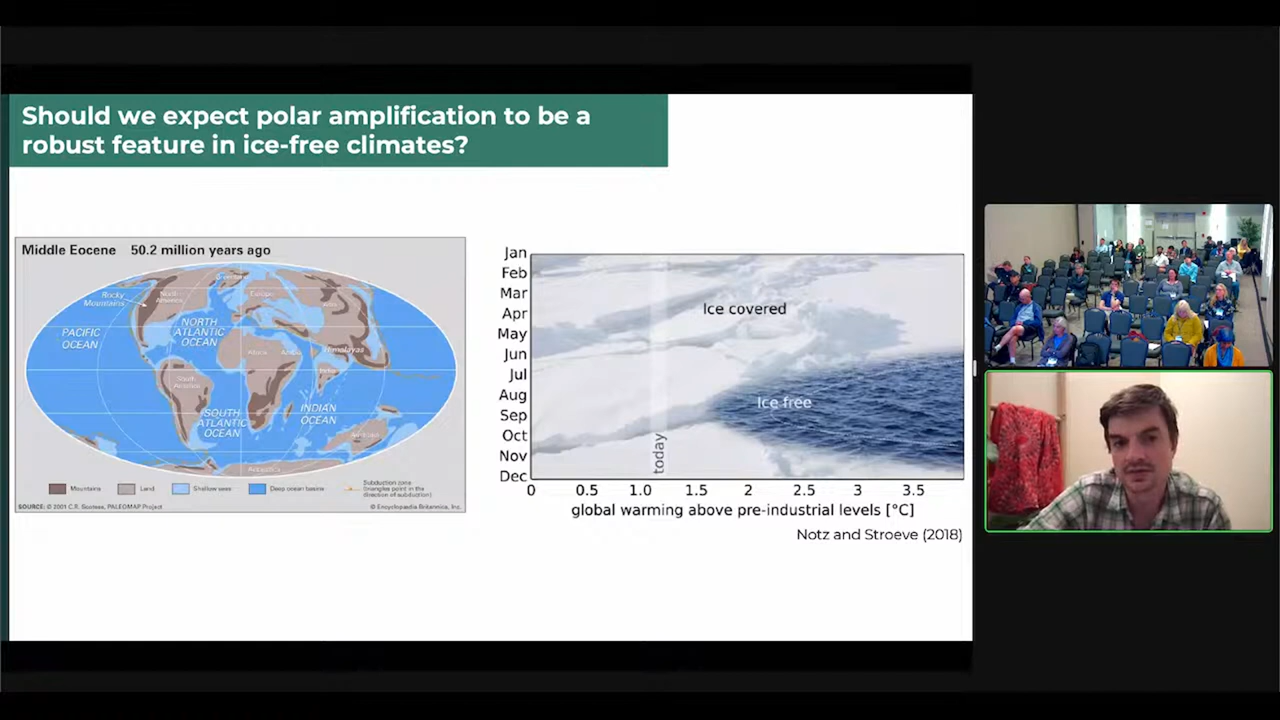 Should we expect polar amplification to be a
robust feature in ice-free climates?
Middle Eocene 50.2 million years ago
Rocky
Mountains
North
America
Europe
PACIFIC
OCEAN
NORTH
ATLANTIC
OCEAN
Africa
Himalayas
India
South
America
SOUTH
ATLANTIC
OCEAN
INDIAN
OCEAN
Australia
Antarctica
Mountains
Land
Shallow seas
Deep ocean basins
Subduction zone
(triangles point in the
direction of subduction)
SOURCE: © 2001 C.R. Scotese, PALEOMAP Project
© Encyclopædia Britannica, Inc.
Jan
Feb
Mar
Apr
May
Jun
Jul
Aug
Sep
Oct
Nov
Dec
Ice covered
Ice free
today
0 0.5 1.0 1.5 2 2.5 3 3.5
global warming above pre-industrial levels [°C]
Notz and Stroeve (2018)